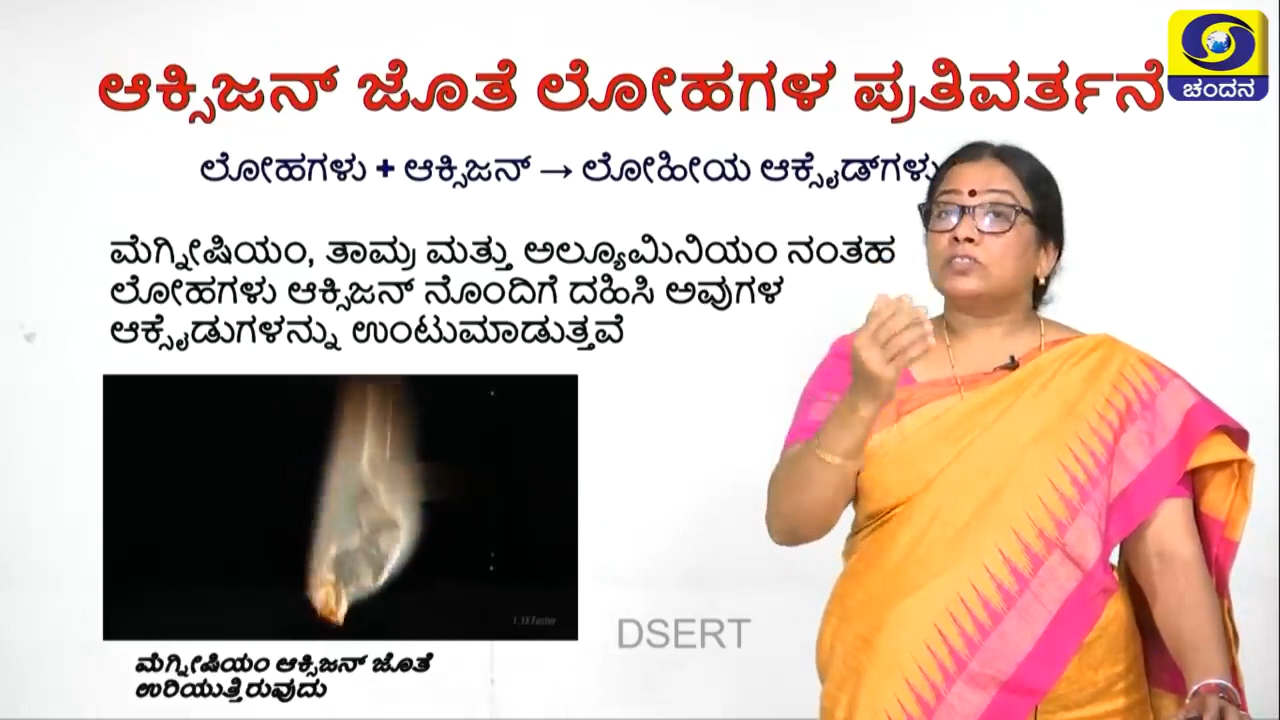 ಚಂದನ
ಆಕ್ಸಿಜನ್ ಜೊತೆ ಲೋಹಗಳ ಪ್ರತಿವರ್ತನೆ
ಲೋಹಗಳು + ಆಕ್ಸಿಜನ್ → ಲೋಹೀಯ ಆಕ್ಸೈಡ್‌ಗಳು
ಮೆಗ್ನೀಷಿಯಂ, ತಾಮ್ರ ಮತ್ತು ಅಲ್ಯೂಮಿನಿಯಂ ನಂತಹ
ಲೋಹಗಳು ಆಕ್ಸಿಜನ್ ನೊಂದಿಗೆ ದಹಿಸಿ ಅವುಗಳ
ಆಕ್ಸೈಡುಗಳನ್ನು ಉಂಟುಮಾಡುತ್ತವೆ
DSERT
ಮೆಗ್ನೀಷಿಯಂ ಆಕ್ಸಿಜನ್ ಜೊತೆ
ಉರಿಯುತ್ತಿರುವುದು